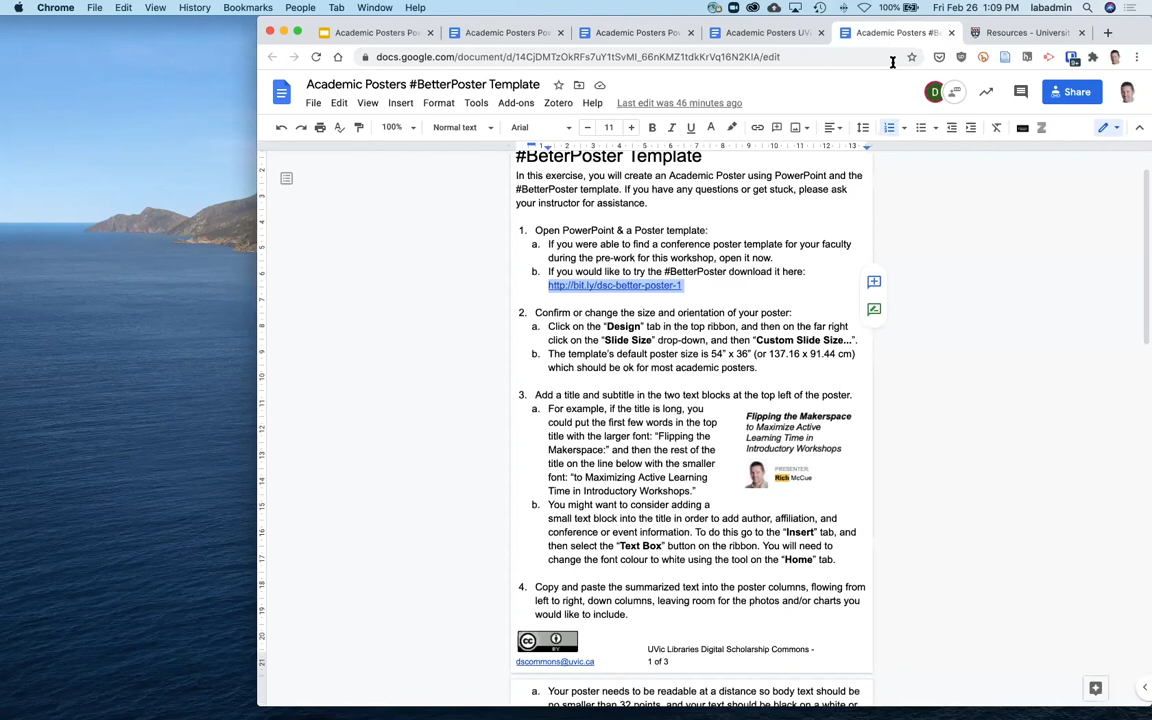 Chrome File Edit View History Bookmarks People Tab Window Help
100% Fri Feb 26 1:09 PM labadmin
Academic Posters Po
Academic Posters Pow
Academic Posters Pow
Academic Posters UVi
Academic Posters #B
Resources - Universit
docs.google.com/document/d/14CjDMTzOkRFs7uY1tSvMI_66nKMZ1tdkKrVq16N2KIA/edit
Academic Posters #BetterPoster Template
File Edit View Insert Format Tools Add-ons Zotero Help Last edit was 46 minutes ago
Share
100% Normal text Arial 11
#BeterPoster Template
In this exercise, you will create an Academic Poster using PowerPoint and the
#BetterPoster template. If you have any questions or get stuck, please ask
your instructor for assistance.
1. Open PowerPoint & a Poster template:
a. If you were able to find a conference poster template for your faculty
during the pre-work for this workshop, open it now.
b. If you would like to try the #BetterPoster download it here:
http://bit.ly/dsc-better-poster-1
2. Confirm or change the size and orientation of your poster:
a. Click on the “Design” tab in the top ribbon, and then on the far right
click on the “Slide Size” drop-down, and then “Custom Slide Size...”.
b. The template’s default poster size is 54” x 36” (or 137.16 x 91.44 cm)
which should be ok for most academic posters.
3. Add a title and subtitle in the two text blocks at the top left of the poster.
a. For example, if the title is long, you
could put the first few words in the top
title with the larger font: “Flipping the
Makerspace:” and then the rest of the
title on the line below with the smaller
font: “to Maximizing Active Learning
Time in Introductory Workshops.”
Flipping the Makerspace
to Maximize Active
Learning Time in
Introductory Workshops
PRESENTER:
Rich McCue
b. You might want to consider adding a
small text block into the title in order to add author, affiliation, and
conference or event information. To do this go to the “Insert” tab, and
then select the “Text Box” button on the ribbon. You will need to
change the font colour to white using the tool on the “Home” tab.
4. Copy and paste the summarized text into the poster columns, flowing from
left to right, down columns, leaving room for the photos and/or charts you
would like to include.
CC BY
dscommons@uvic.ca
UVic Libraries Digital Scholarship Commons -
1 of 3
a. Your poster needs to be readable at a distance so body text should be
no smaller than 32 points, and your text should be black on a white or